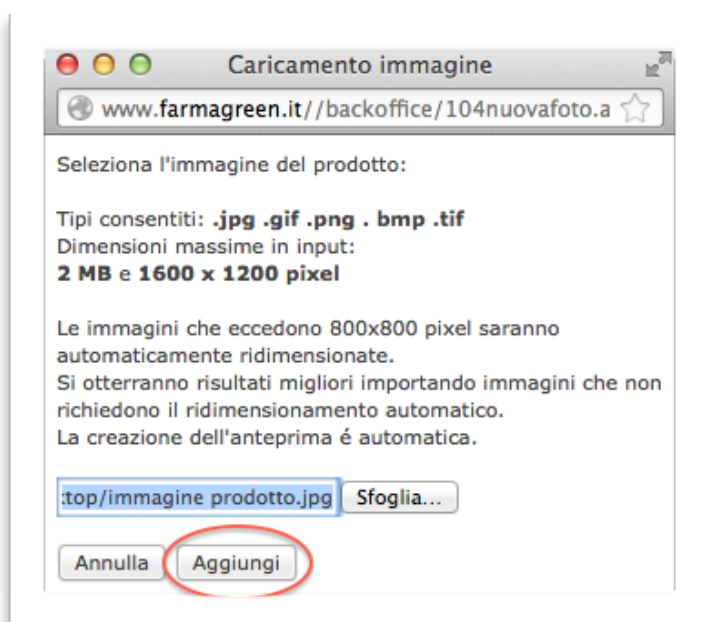 Caricamento immagine
www.farmagreen.it//backoffice/104nuovafoto.a
Seleziona l'immagine del prodotto:
Tipi consentiti: .jpg .gif .png . bmp .tif
Dimensioni massime in input:
2 MB e 1600 x 1200 pixel
Le immagini che eccedono 800x800 pixel saranno
automaticamente ridimensionate.
Si otterranno risultati migliori importando immagini che non
richiedono il ridimensionamento automatico.
La creazione dell'anteprima é automatica.
:top/immagine prodotto.jpg Sfoglia...
Annulla Aggiungi